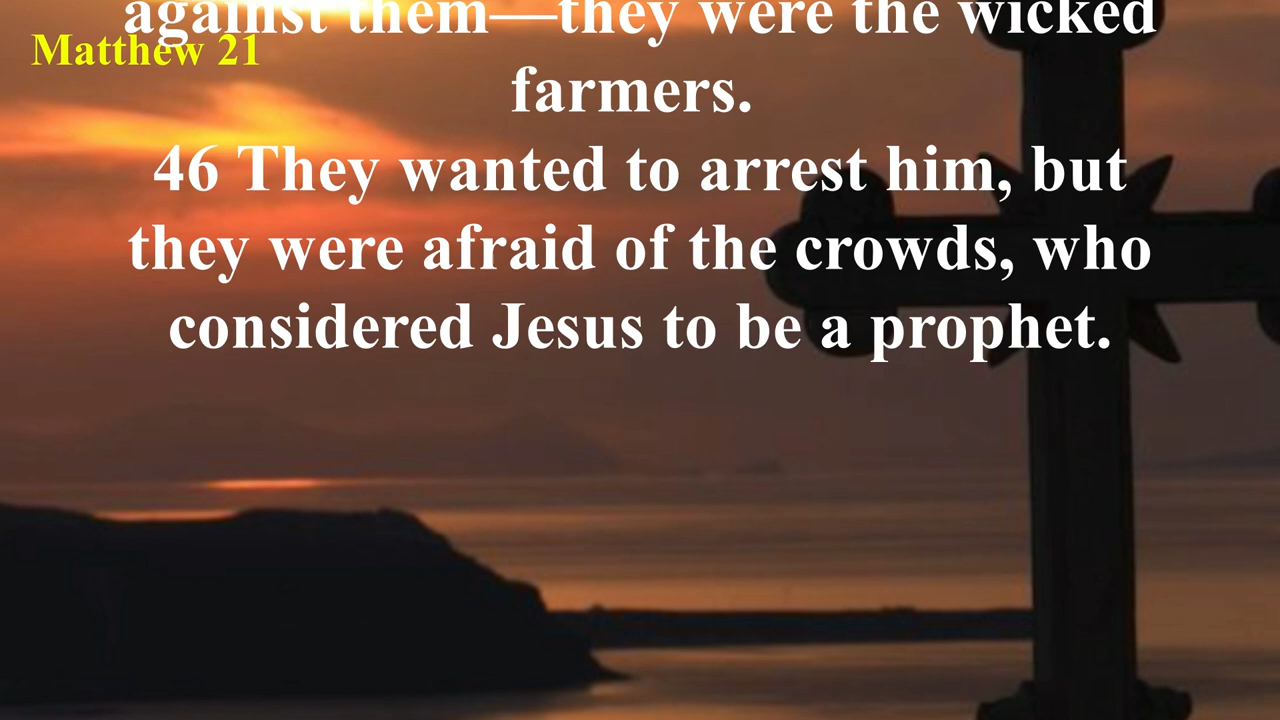 against them—they were the wicked
Matthew 21
farmers.
46 They wanted to arrest him, but
they were afraid of the crowds, who
considered Jesus to be a prophet.